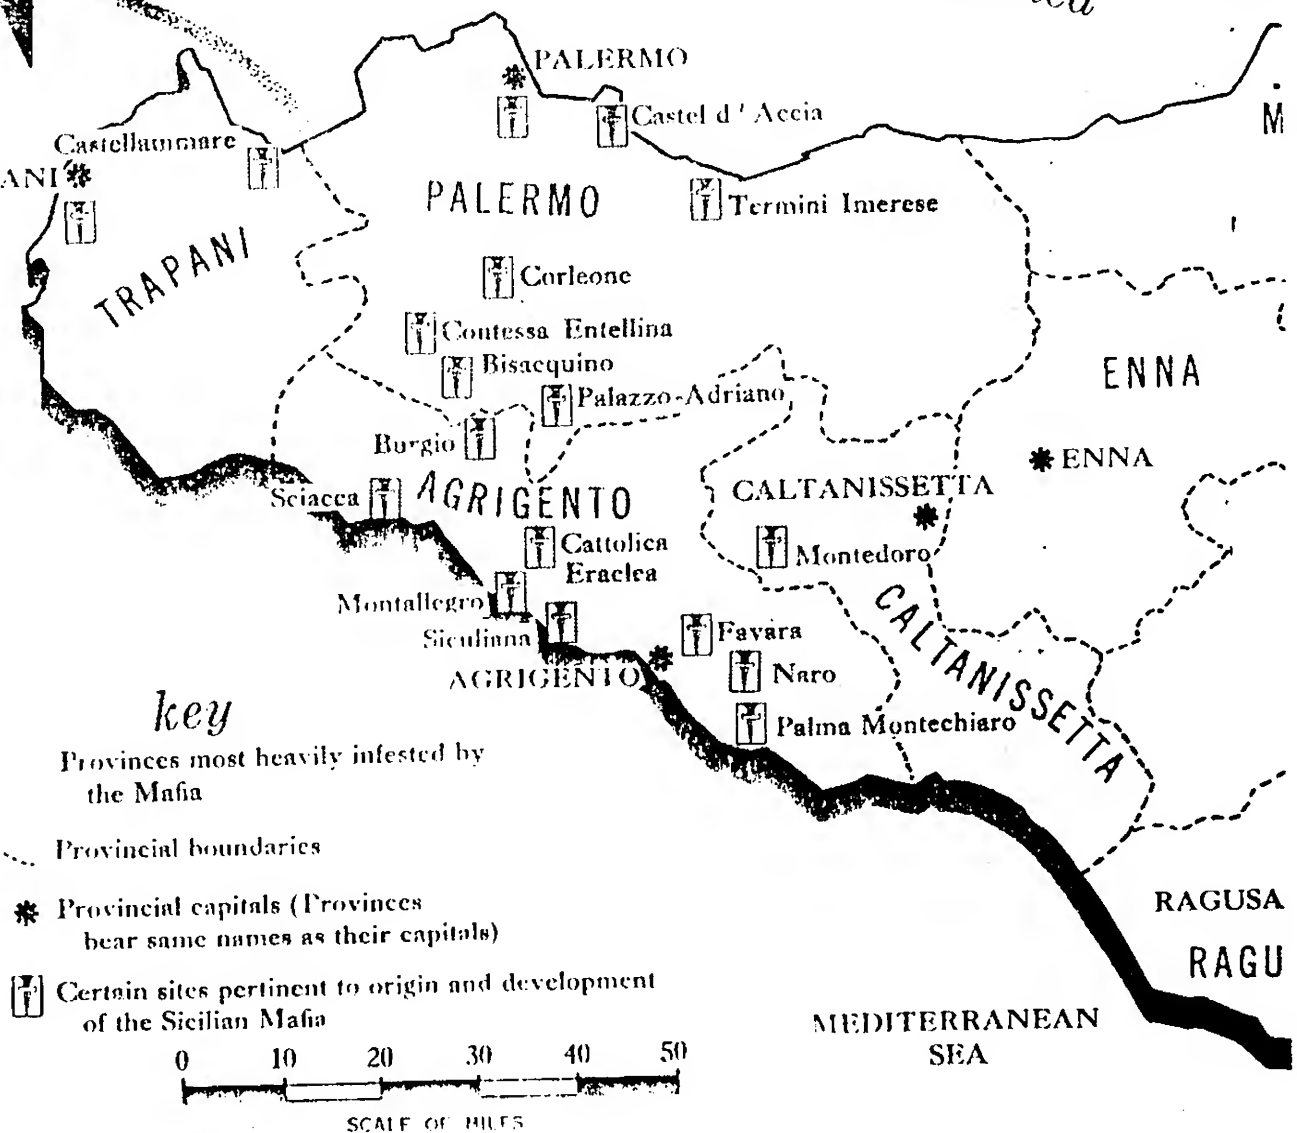 PALERMO
Castel d'Accia
Castellammare
ANI
M
PALERMO
Termini Imerese
TRAPANI
Corleone
Contessa Entellina
Bisacquino
ENNA
Palazzo-Adriano
Burgio
ENNA
Sciacca
AGRIGENTO
CALTANISSETTA
Cattolica
Eraclea
Montedoro
Montallegro
CALTANISSETTA
Siculiana
Favara
AGRIGENTO
Naro
Palma Montechiaro
key
Provinces most heavily infested by
the Mafia
Provincial boundaries
Provincial capitals (Provinces
bear same names as their capitals)
RAGUSA
RAGU
Certain sites pertinent to origin and development
of the Sicilian Mafia
MEDITERRANEAN
SEA
0 10 20 30 40 50
SCALE OF MILES